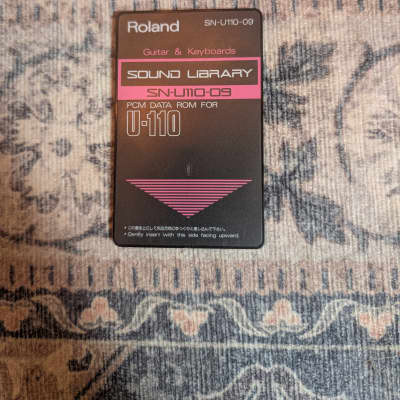 Roland
SN-U110-09
Guitar & Keyboards
SOUND LIBRARY
SN-U110-09
PCM DATA ROM FOR
U-110
• Gently insert with this side facing upward.